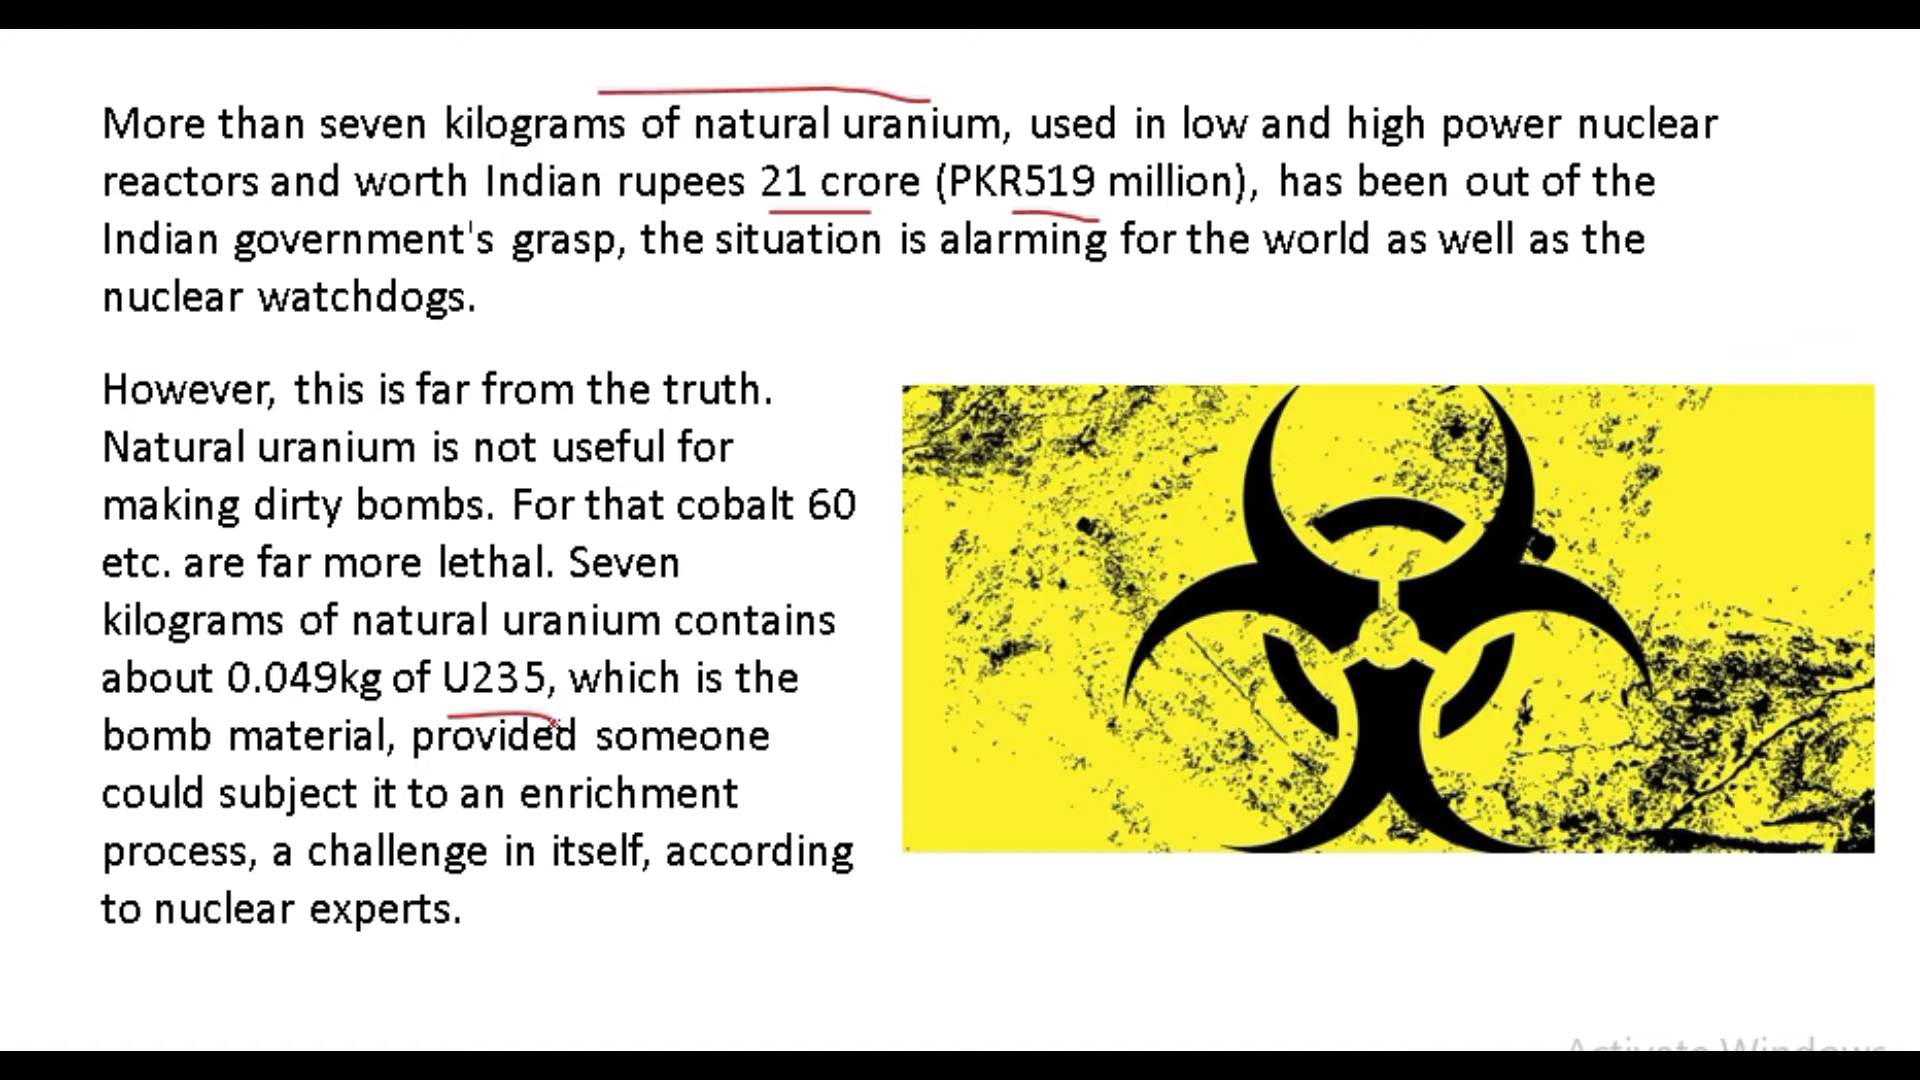 More than seven kilograms of natural uranium, used in low and high power nuclear
reactors and worth Indian rupees 21 crore (PKR519 million), has been out of the
Indian government's grasp, the situation is alarming for the world as well as the
nuclear watchdogs.
However, this is far from the truth.
Natural uranium is not useful for
making dirty bombs. For that cobalt 60
etc. are far more lethal. Seven
kilograms of natural uranium contains
about 0.049kg of U235, which is the
bomb material, provided someone
could subject it to an enrichment
process, a challenge in itself, according
to nuclear experts.
Activate Windows